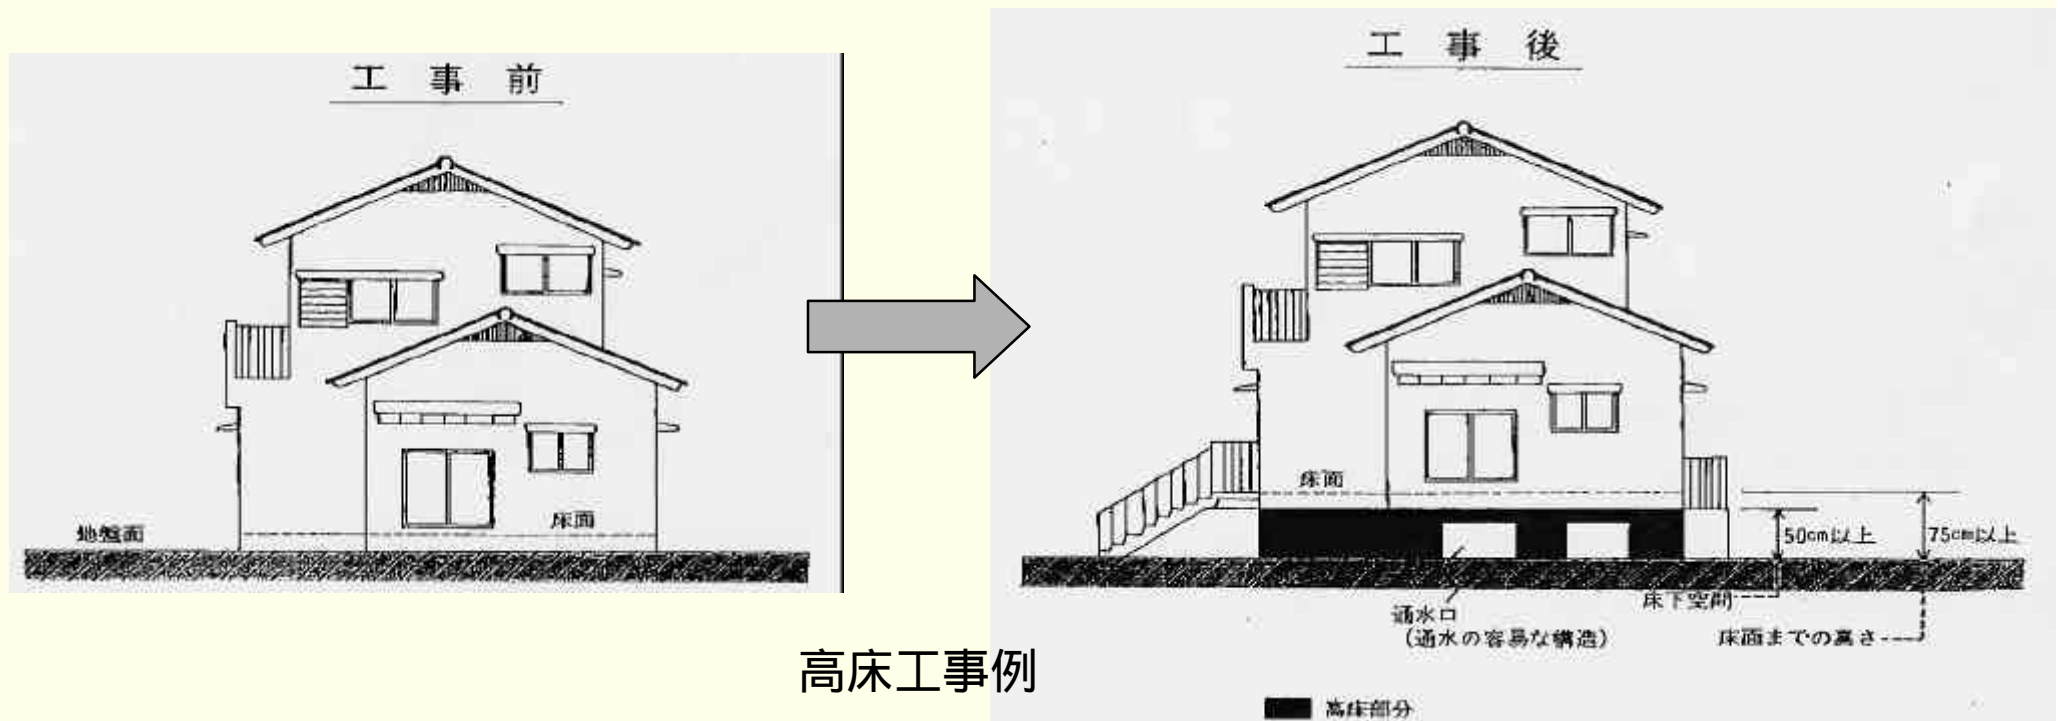 工事前
地盤面
床面
工事後
床面
50cm以上
75cm以上
床下空間
通水口
(通水の容易な構造)
床面までの高さ
高床工事例
高床部分